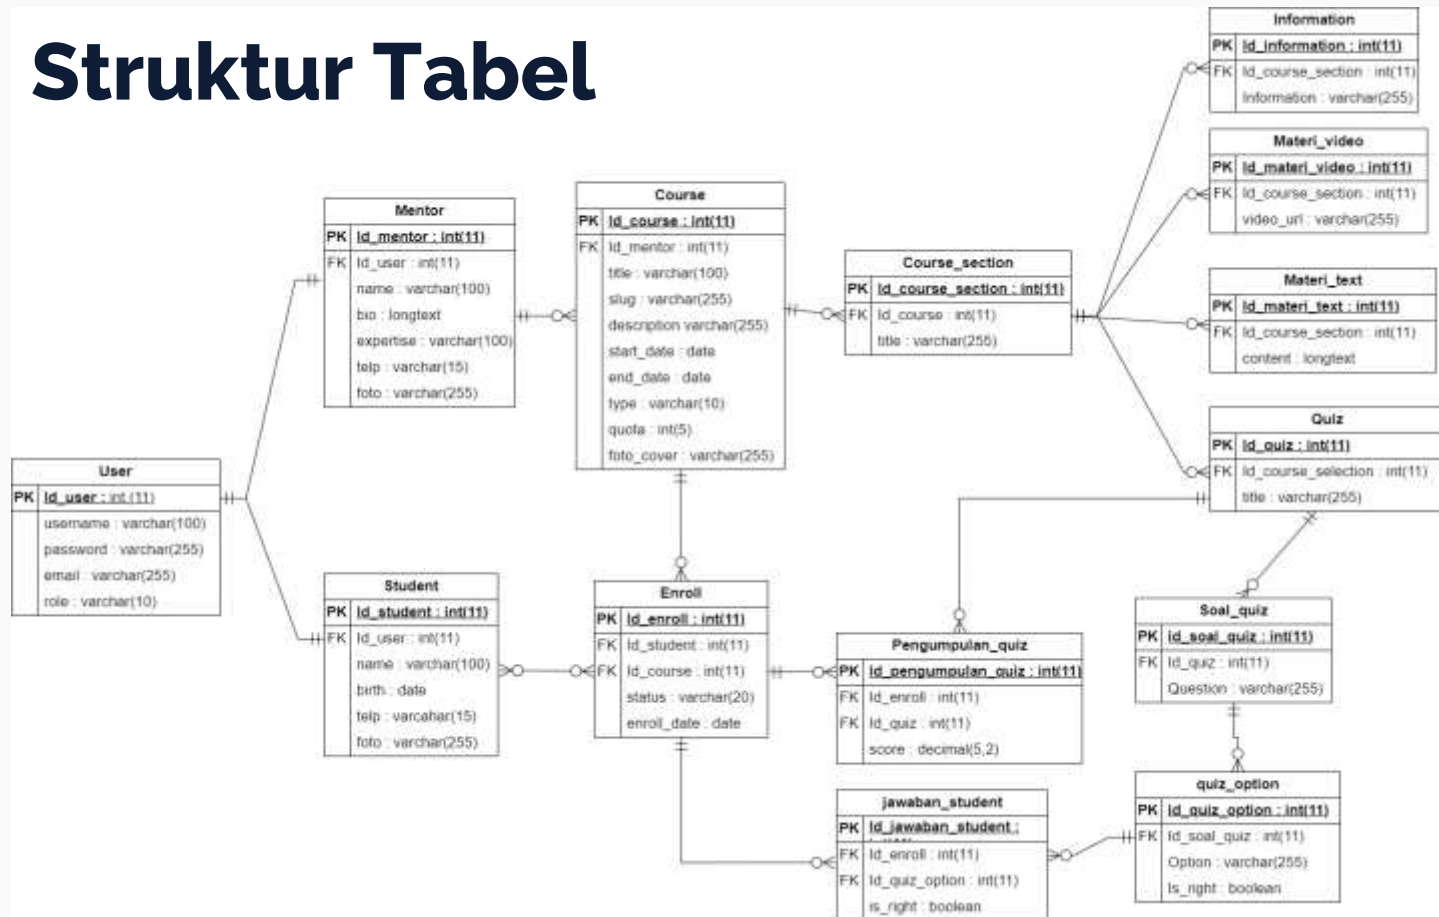 Struktur Tabel
Information
PK Id_information : int(11)
FK Id_course_section : int(11)
Information : varchar(255)
Materi_video
PK Id_materi_video : int(11)
FK Id_course_section : int(11)
video_url : varchar(255)
Materi_text
PK Id_materi_text : int(11)
FK Id_course_section : int(11)
content : longtext
Quiz
PK Id_quiz : int(11)
FK Id_course_selection : int(11)
title : varchar(255)
Course
PK Id_course : int(11)
FK Id_mentor : int(11)
title : varchar(100)
slug : varchar(255)
description varchar(255)
start_date : date
end_date : date
type : varchar(10)
quota : int(5)
foto_cover : varchar(255)
Mentor
PK Id_mentor : int(11)
FK Id_user : int(11)
name : varchar(100)
bio : longtext
expertise : varchar(100)
telp : varchar(15)
foto : varchar(255)
Course_section
PK Id_course_section : int(11)
FK Id_course : int(11)
title : varchar(255)
User
PK Id_user : int (11)
username : varchar(100)
password : varchar(255)
email : varchar(255)
role : varchar(10)
Student
PK Id_student : int(11)
FK Id_user : int(11)
name : varchar(100)
birth : date
telp : varcahar(15)
foto : varchar(255)
Enroll
PK Id_enroll : int(11)
FK Id_student : int(11)
FK Id_course : int(11)
status : varchar(20)
enroll_date : date
Pengumpulan_quiz
PK Id_pengumpulan_quiz : int(11)
FK Id_enroll : int(11)
FK Id_quiz : int(11)
score : decimal(5,2)
Soal_quiz
PK Id_soal_quiz : int(11)
FK Id_quiz : int(11)
Question : varchar(255)
quiz_option
PK Id_quiz_option : int(11)
FK Id_soal_quiz : int(11)
Option : varchar(255)
Is_right : boolean
jawaban_student
PK Id_jawaban_student :
FK Id_enroll : int(11)
FK Id_quiz_option : int(11)
is_right : boolean